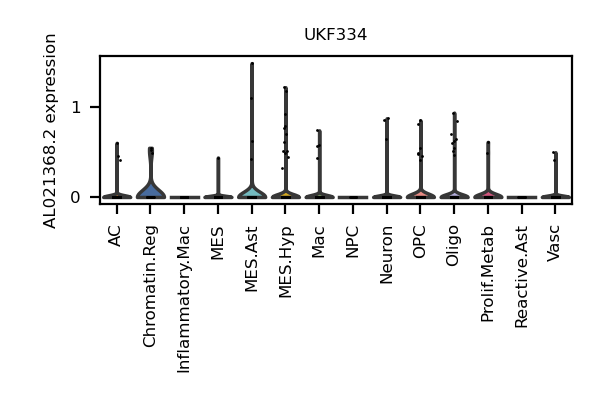 UKF334
AL021368.2 expression
1
0
AC
Chromatin.Reg
Inflammatory.Mac
MES
MES.Ast
MES.Hyp
Mac
NPC
Neuron
OPC
Oligo
Prolif.Metab
Reactive.Ast
Vasc